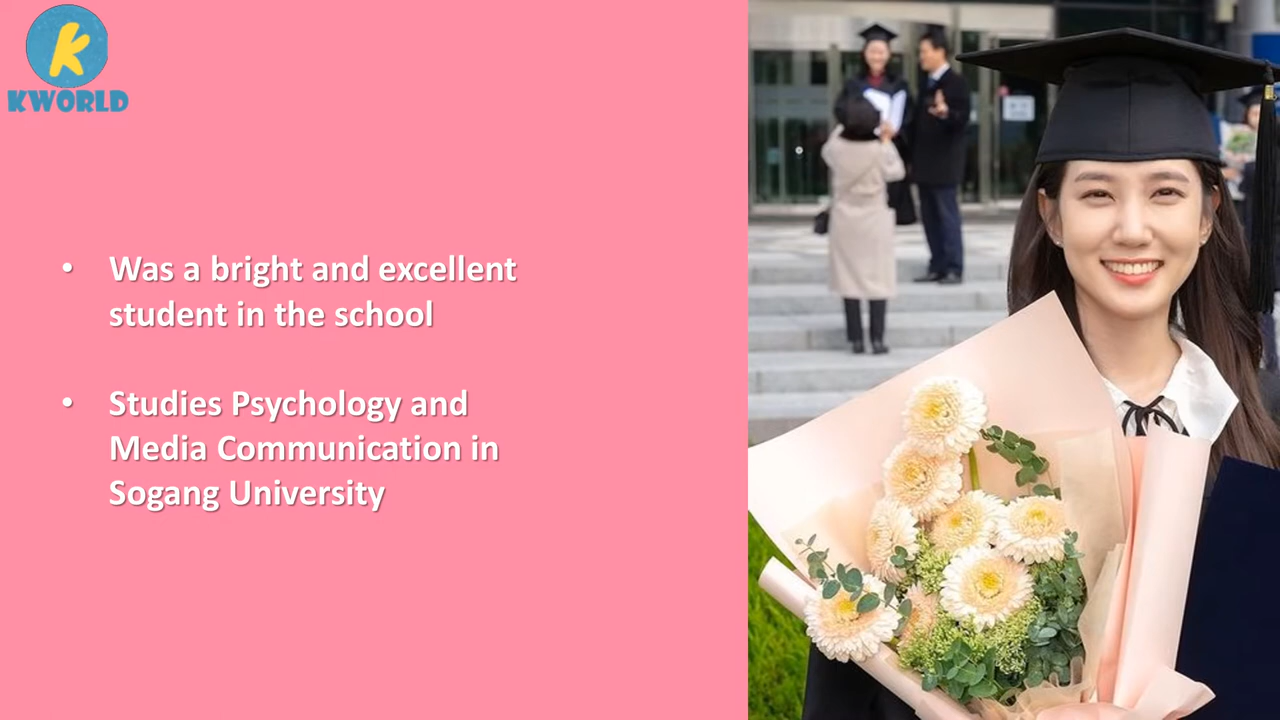 K
KWORLD
• Was a bright and excellent
student in the school
• Studies Psychology and
Media Communication in
Sogang University